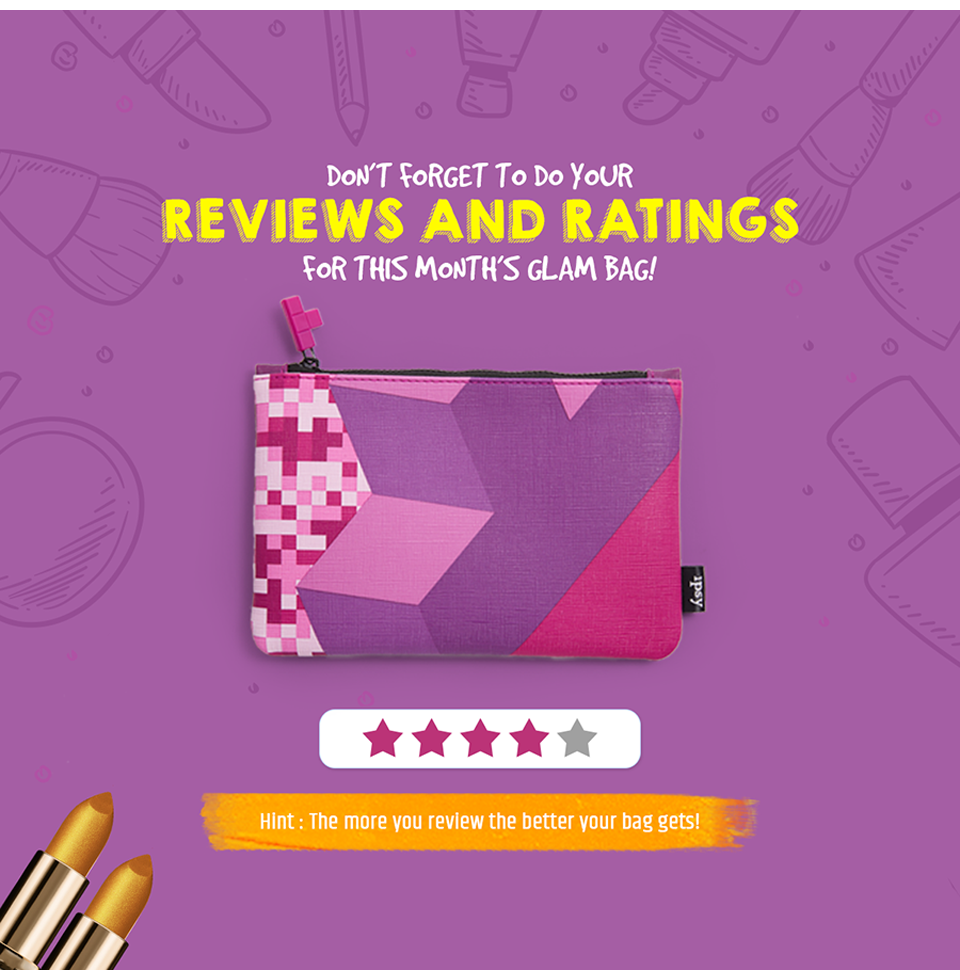 DON'T FORGET TO DO YOUR
REVIEWS AND RATINGS
FOR THIS MONTH'S GLAM BAG!
ipsy
Hint : The more you review the better your bag gets!